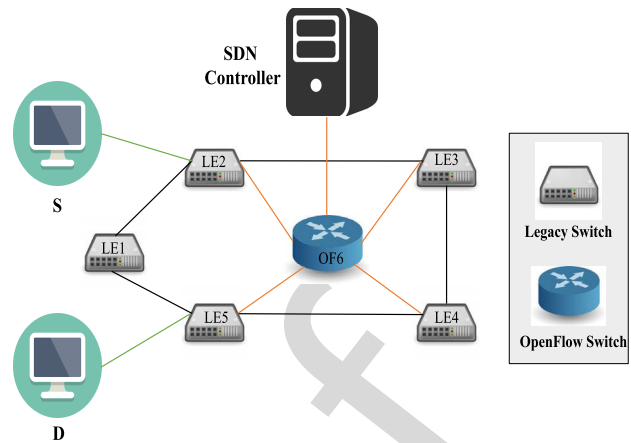 SDN
Controller
LE2
LE3
S
LE1
OF6
Legacy Switch
LE5
LE4
OpenFlow Switch
D
f